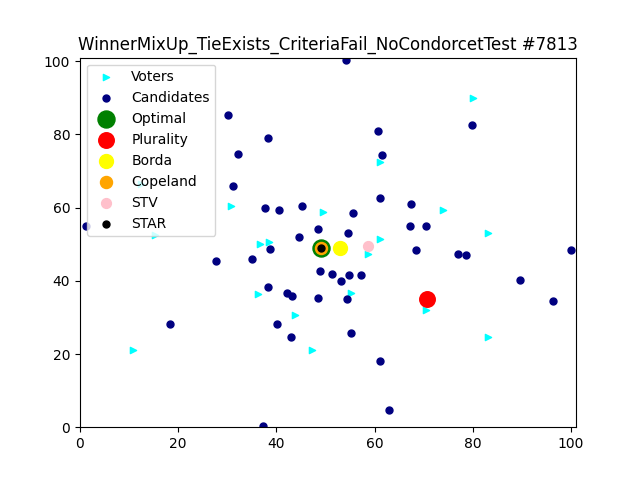 WinnerMixUp_TieExists_CriteriaFail_NoCondorcetTest #7813
Voters
Candidates
Optimal
Plurality
Borda
Copeland
STV
STAR
100
80
60
40
20
0
0 20 40 60 80 100